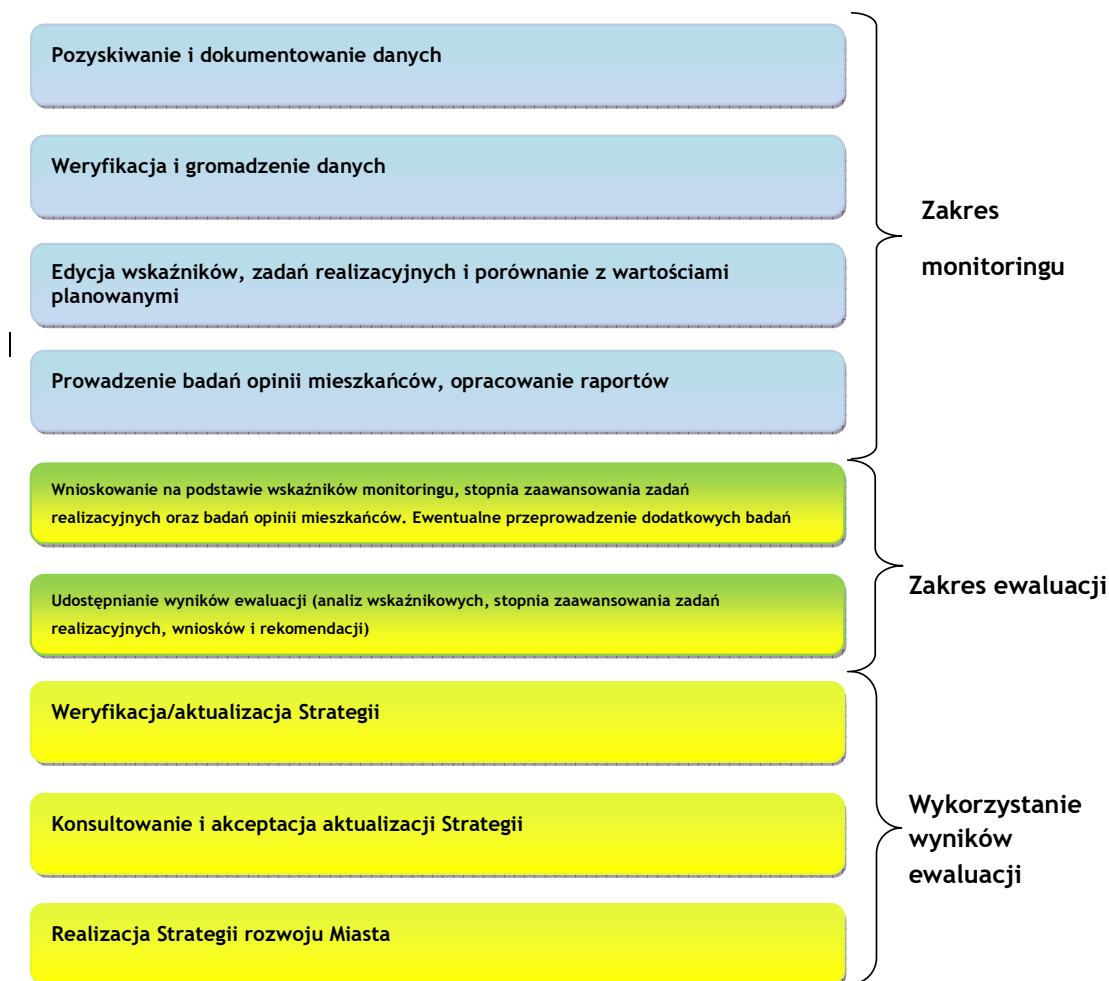 Pozyskiwanie i dokumentowanie danych
Weryfikacja i gromadzenie danych
Edycja wskaźników, zadań realizacyjnych i porównanie z wartościami
planowanymi
Prowadzenie badań opinii mieszkańców, opracowanie raportów
Zakres
monitoringu
Wnioskowanie na podstawie wskaźników monitoringu, stopnia zaawansowania zadań
realizacyjnych oraz badań opinii mieszkańców. Ewentualne przeprowadzenie dodatkowych badań
Udostępnianie wyników ewaluacji (analiz wskaźnikowych, stopnia zaawansowania zadań
realizacyjnych, wniosków i rekomendacji)
Zakres ewaluacji
Weryfikacja/aktualizacja Strategii
Konsultowanie i akceptacja aktualizacji Strategii
Realizacja Strategii rozwoju Miasta
Wykorzystanie
wyników
ewaluacji